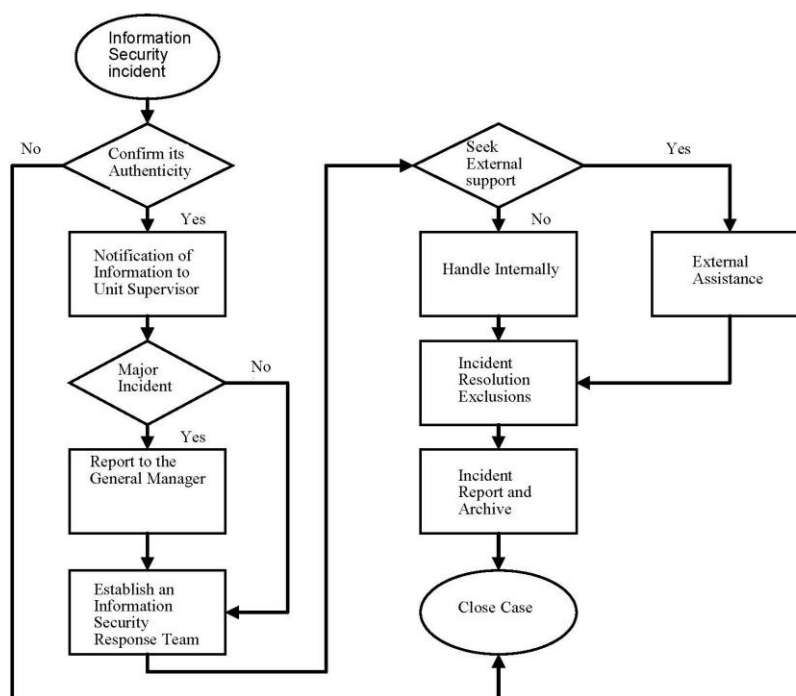 Information
Security
incident
No
Confirm its
Authenticity
Yes
Notification of
Information to
Unit Supervisor
Major
Incident
No
Yes
Report to the
General Manager
Establish an
Information
Security
Response Team
Seek
External
support
Yes
No
Handle Internally
External
Assistance
Incident
Resolution
Exclusions
Incident
Report and
Archive
Close Case